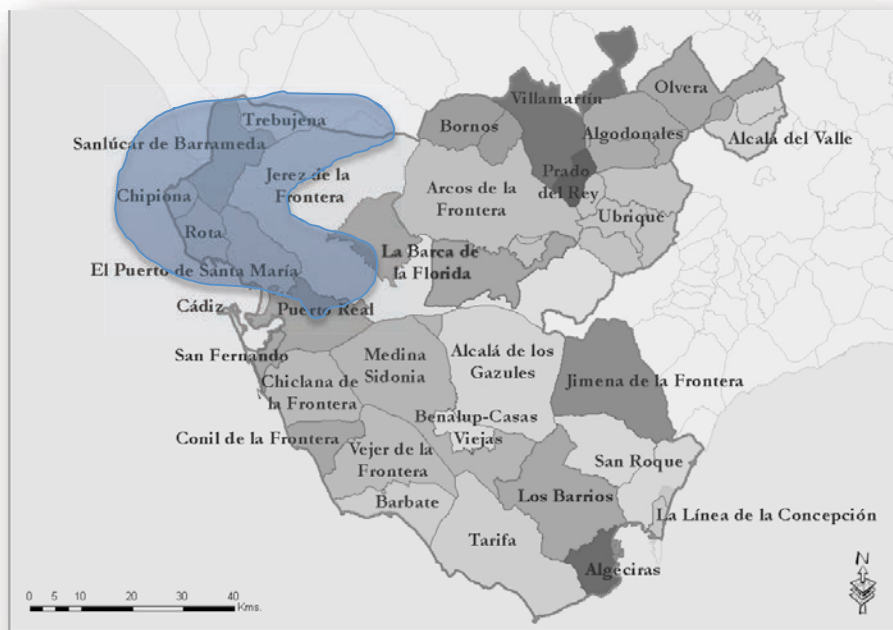 Olvera
Villamartín
Trebujena
Bornos
Algodonales
Alcalá del Valle
Sanlúcar de Barrameda
Jerez de la
Frontera
Prado
del Rey
Arcos de la
Frontera
Chipiona
Ubrique
Rota
La Barca de
la Florida
El Puerto de Santa María
Cádiz
Puerto Real
San Fernando
Medina
Sidonia
Alcalá de los
Gazules
Jimena de la Frontera
Chiclana de
la Frontera
Benalup-Casas
Viejas
Conil de la Frontera
Vejer de la
Frontera
San Roque
Barbate
Los Barrios
La Línea de la Concepción
Tarifa
Algeciras
N
0 5 10 20 30 40
Kms.